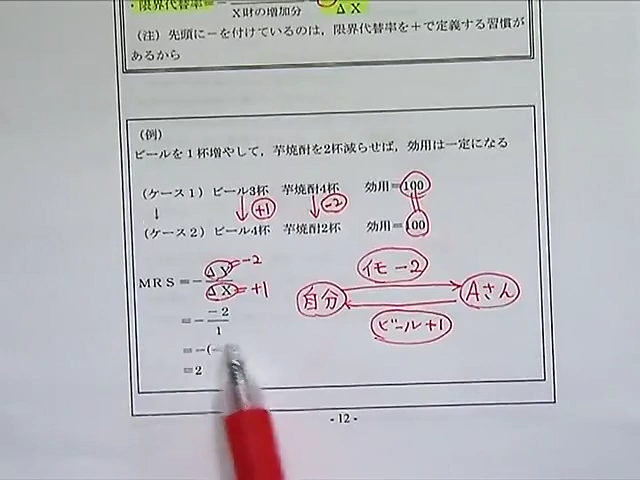 ・限界代替率＝－
X財の増加分
ΔX
（注）先頭に－を付けているのは，限界代替率を＋で定義する習慣が
あるから
（例）
ビールを1杯増やして，芋焼酎を2杯減らせば，効用は一定になる
（ケース1）ビール3杯 芋焼酎4杯 効用＝100
↓ +1 -2
（ケース2）ビール4杯 芋焼酎2杯 効用＝100
MRS＝－ΔY/ΔX
-2
+1
イモ-2
自分 Aさん
ビール+1
＝－-2/1
＝－(－
＝2
- 12 -